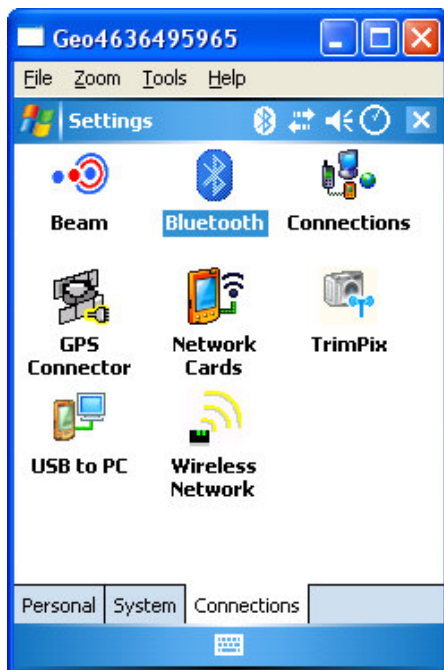 Geo4636495965
File Zoom Tools Help
Settings
Beam Bluetooth Connections
GPS Connector Network Cards TrimPix
USB to PC Wireless Network
Personal System Connections